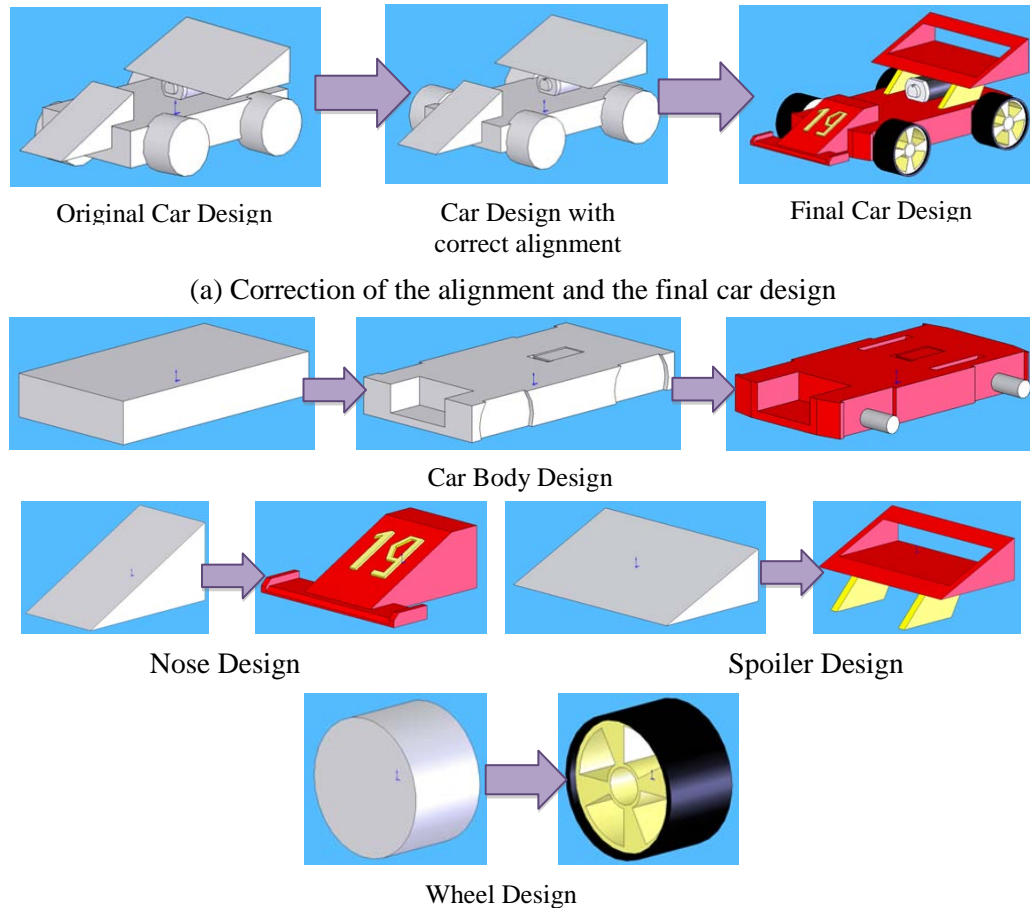 19
Original Car Design
Car Design with
correct alignment
Final Car Design
(a) Correction of the alignment and the final car design
Car Body Design
19
Nose Design
Spoiler Design
Wheel Design